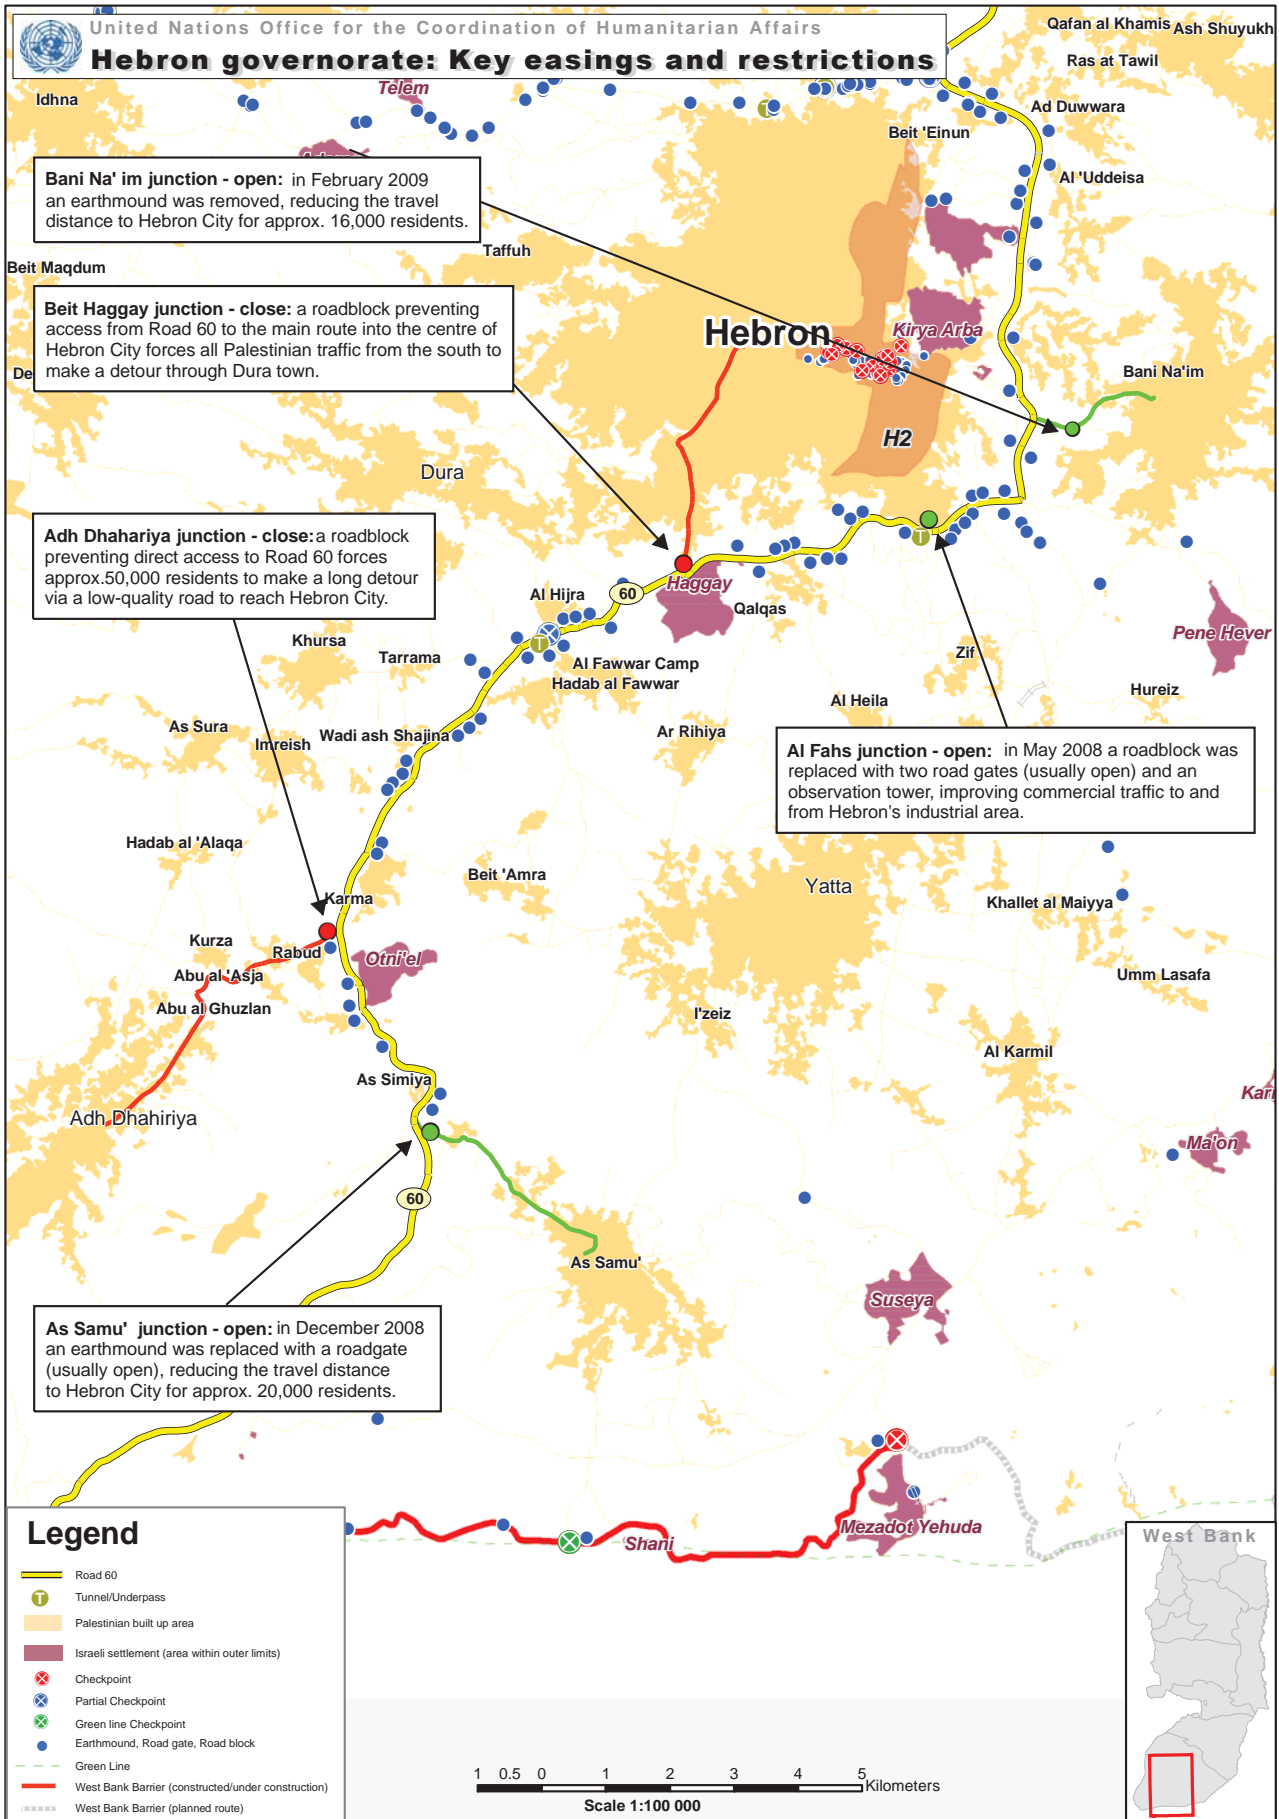 United Nations Office for the Coordination of Humanitarian Affairs
Hebron governorate: Key easings and restrictions
Qafan al Khamis
Ash Shuyukh
Ras at Tawil
Idhna
Telem
Ad Duwwara
Beit 'Einun
Al 'Uddeisa
Bani Na' im junction - open: in February 2009
an earthmound was removed, reducing the travel
distance to Hebron City for approx. 16,000 residents.
Taffuh
Beit Maqdum
Beit Haggay junction - close: a roadblock preventing
access from Road 60 to the main route into the centre of
Hebron City forces all Palestinian traffic from the south to
make a detour through Dura town.
De
Hebron
Kirya Arba
Bani Na'im
H2
Dura
Adh Dhahariya junction - close: a roadblock
preventing direct access to Road 60 forces
approx.50,000 residents to make a long detour
via a low-quality road to reach Hebron City.
T
T
T
Haggay
60
Al Hijra
Qalqas
Pene Hever
Khursa
Tarrama
Al Fawwar Camp
Hadab al Fawwar
Zif
Hureiz
Al Heila
As Sura
Imreish
Wadi ash Shajina
Ar Rihiya
Al Fahs junction - open: in May 2008 a roadblock was
replaced with two road gates (usually open) and an
observation tower, improving commercial traffic to and
from Hebron's industrial area.
Hadab al 'Alaqa
Beit 'Amra
Yatta
Karma
Khallet al Maiyya
Kurza
Rabud
Otni'el
Abu al 'Asja
Umm Lasafa
Abu al Ghuzlan
I'zeiz
Al Karmil
As Simiya
Kari
Adh Dhahiriya
Ma'on
60
As Samu'
Suseya
As Samu' junction - open: in December 2008
an earthmound was replaced with a roadgate
(usually open), reducing the travel distance
to Hebron City for approx. 20,000 residents.
Mezadot Yehuda
Shani
Legend
Road 60
T
Tunnel/Underpass
Palestinian built up area
Israeli settlement (area within outer limits)
Checkpoint
Partial Checkpoint
Green line Checkpoint
Earthmound, Road gate, Road block
Green Line
West Bank Barrier (constructed/under construction)
West Bank Barrier (planned route)
1 0.5 0 1 2 3 4 5
Kilometers
Scale 1:100 000
West Bank